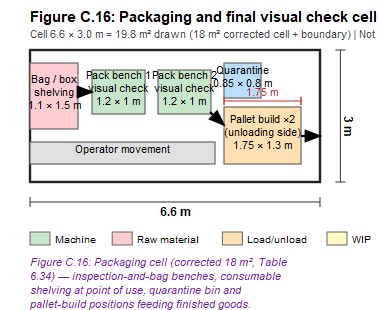 Figure C.16: Packaging and final visual check cell
Cell 6.6 × 3.0 m = 19.8 m² drawn (18 m² corrected cell + boundary) | Not
Bag / box
shelving
1.1 × 1.5 m
Pack bench 1
visual check
1.2 × 1 m
Pack bench 2
visual check
1.2 × 1 m
Quarantine
0.85 × 0.8 m
1.75 m
Pallet build ×2
(unloading side)
1.75 × 1.3 m
Operator movement
3 m
6.6 m
Machine
Raw material
Load/unload
WIP
Figure C.16: Packaging cell (corrected 18 m², Table
6.34) — inspection-and-bag benches, consumable
shelving at point of use, quarantine bin and
pallet-build positions feeding finished goods.